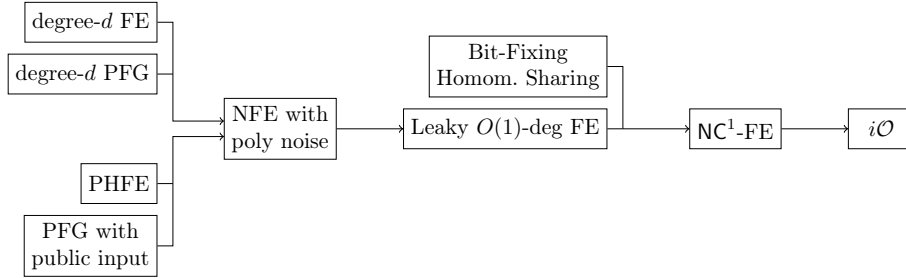 degree-d FE
degree-d PFG
PHFE
PFG with
public input
NFE with
poly noise
Bit-Fixing
Homom. Sharing
Leaky O(1)-deg FE
NC¹-FE
iO